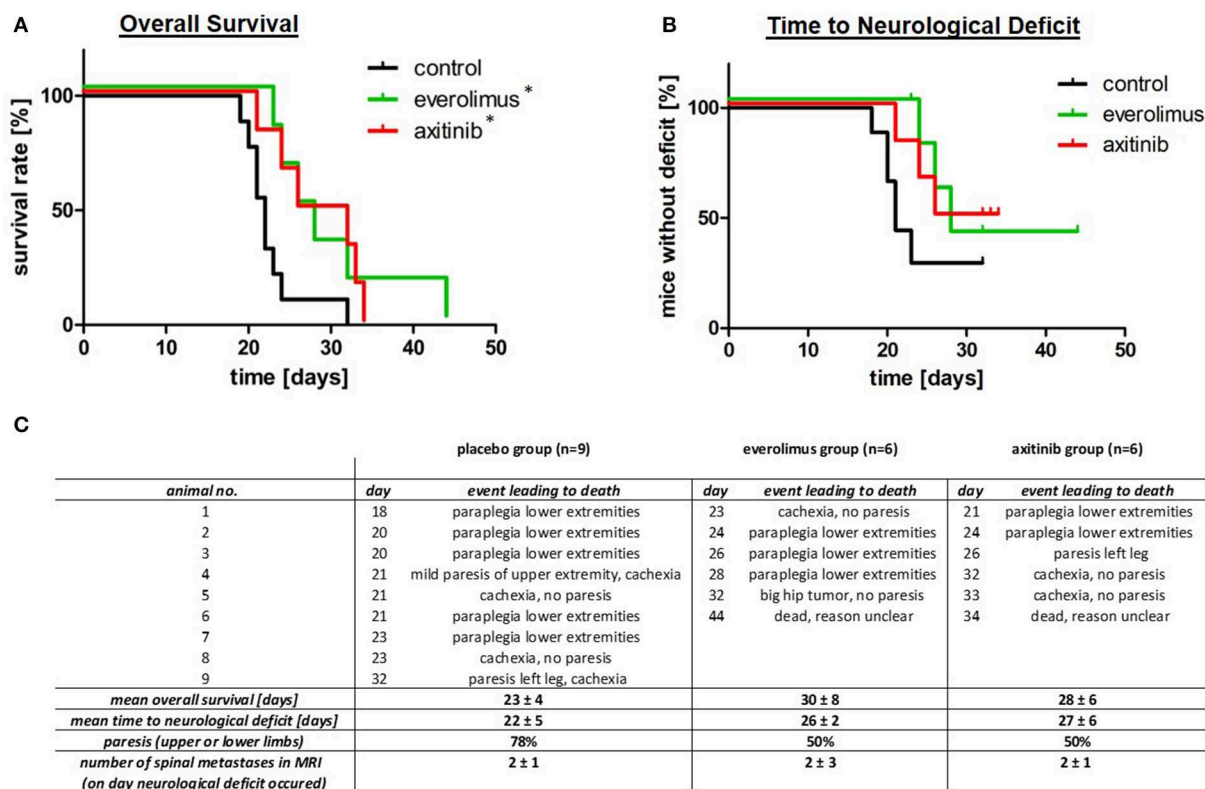 A
Overall Survival
survival rate [%]
100
50
0
0 10 20 30 40 50
time [days]
control
everolimus *
axitinib *
B
Time to Neurological Deficit
mice without deficit [%]
100
50
0
0 10 20 30 40 50
time [days]
control
everolimus
axitinib
C
placebo group (n=9) everolimus group (n=6) axitinib group (n=6)
animal no. day event leading to death day event leading to death day event leading to death
1 18 paraplegia lower extremities 23 cachexia, no paresis 21 paraplegia lower extremities
2 20 paraplegia lower extremities 24 paraplegia lower extremities 24 paraplegia lower extremities
3 20 paraplegia lower extremities 26 paraplegia lower extremities 26 paresis left leg
4 21 mild paresis of upper extremity, cachexia 28 paraplegia lower extremities 32 cachexia, no paresis
5 21 cachexia, no paresis 32 big hip tumor, no paresis 33 cachexia, no paresis
6 21 paraplegia lower extremities 44 dead, reason unclear 34 dead, reason unclear
7 23 paraplegia lower extremities
8 23 cachexia, no paresis
9 32 paresis left leg, cachexia
mean overall survival [days] 23 ± 4 30 ± 8 28 ± 6
mean time to neurological deficit [days] 22 ± 5 26 ± 2 27 ± 6
paresis (upper or lower limbs) 78% 50% 50%
number of spinal metastases in MRI 2 ± 1 2 ± 3 2 ± 1
(on day neurological deficit occured)